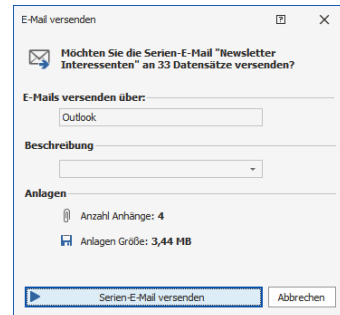 E-Mail versenden
Möchten Sie die Serien-E-Mail "Newsletter
Interessenten" an 33 Datensätze versenden?
E-Mails versenden über:
Outlook
Beschreibung
Anlagen
Anzahl Anhänge: 4
Anlagen Größe: 3,44 MB
Serien-E-Mail versenden
Abbrechen